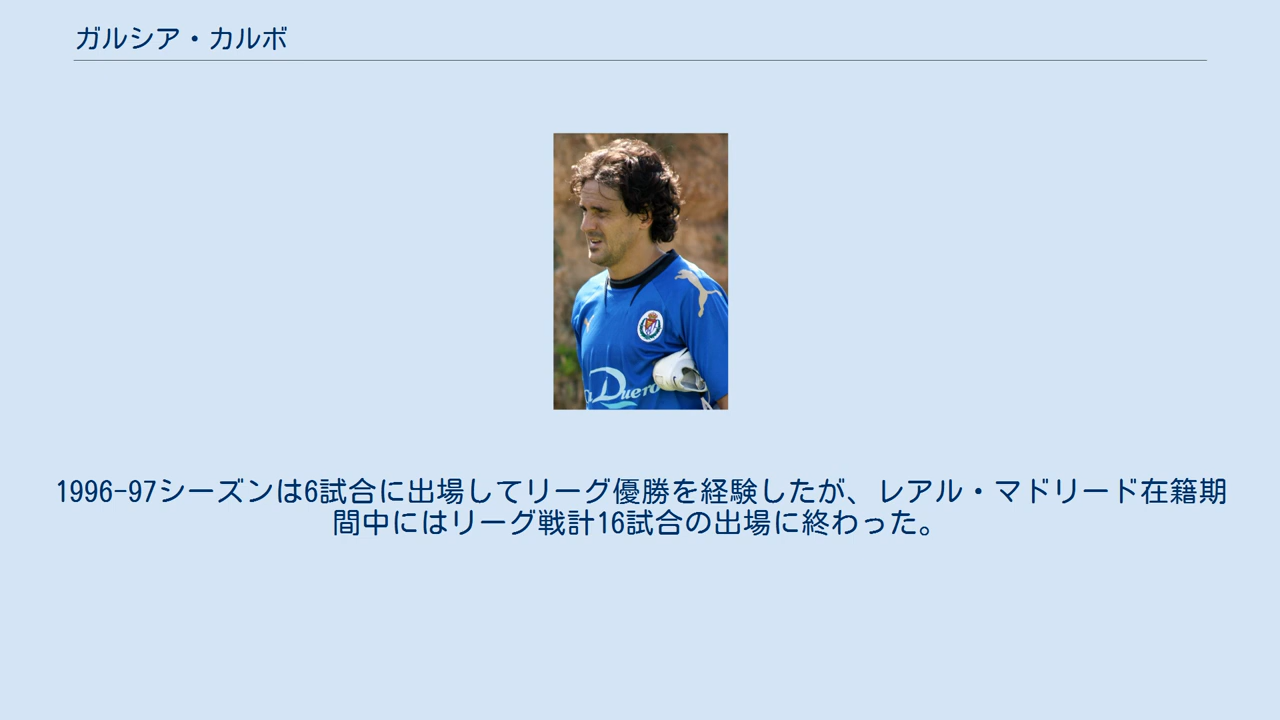 ガルシア・カルボ
Duero
1996-97シーズンは6試合に出場してリーグ優勝を経験したが、レアル・マドリード在籍期
間中にはリーグ戦計16試合の出場に終わった。